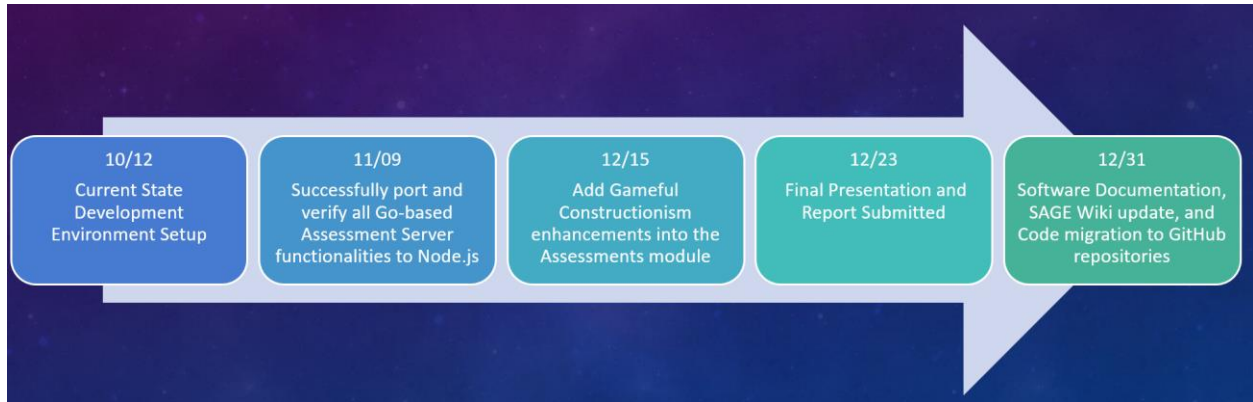 10/12
Current State
Development
Environment Setup
11/09
Successfully port and
verify all Go-based
Assessment Server
functionalities to Node.js
12/15
Add Gameful
Constructionism
enhancements into the
Assessments module
12/23
Final Presentation and
Report Submitted
12/31
Software Documentation,
SAGE Wiki update, and
Code migration to GitHub
repositories